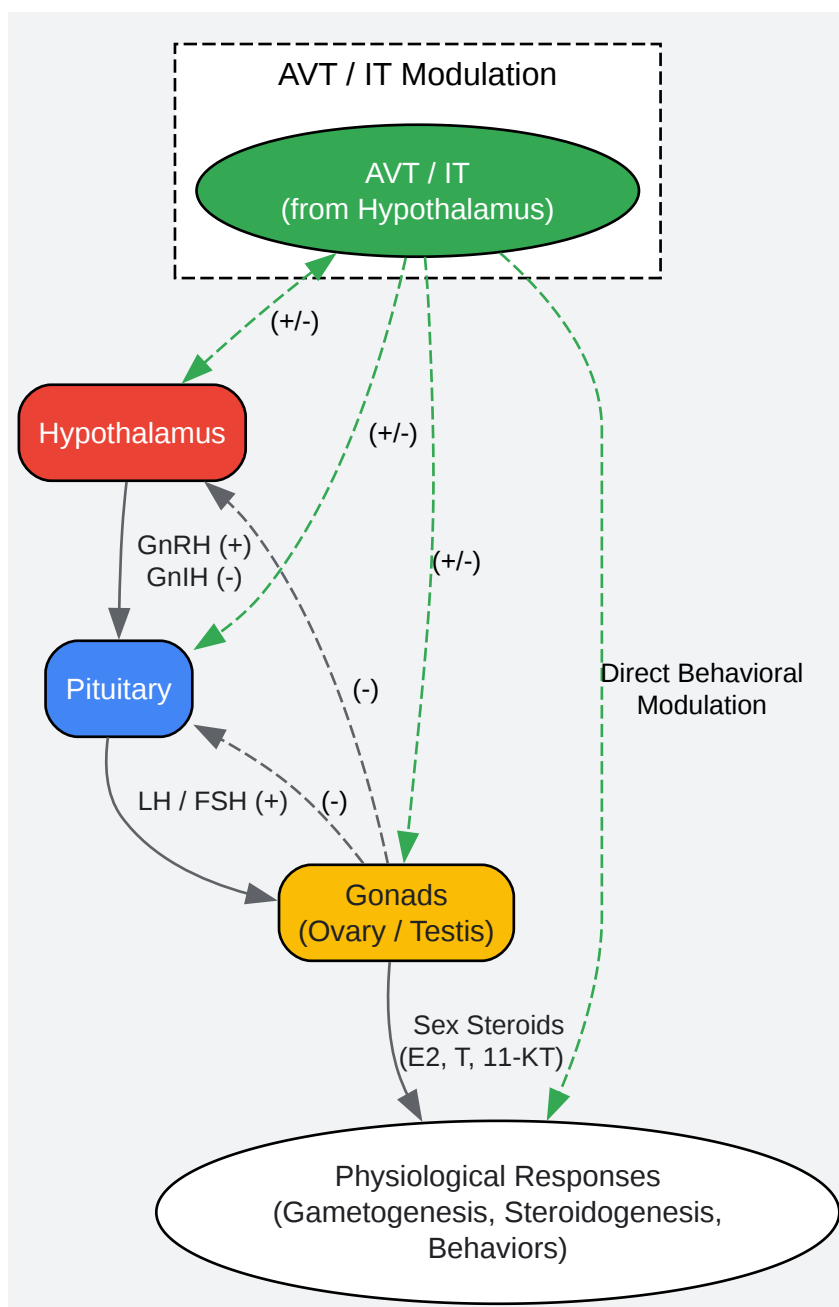 AVT / IT Modulation
AVT / IT
(from Hypothalamus)
(+/-)
Hypothalamus
(+/-)
GnRH (+)
GnIH (-)
(+/-)
Pituitary
(-)
Direct Behavioral
Modulation
LH / FSH (+)
(-)
Gonads
(Ovary / Testis)
Sex Steroids
(E2, T, 11-KT)
Physiological Responses
(Gametogenesis, Steroidogenesis,
Behaviors)